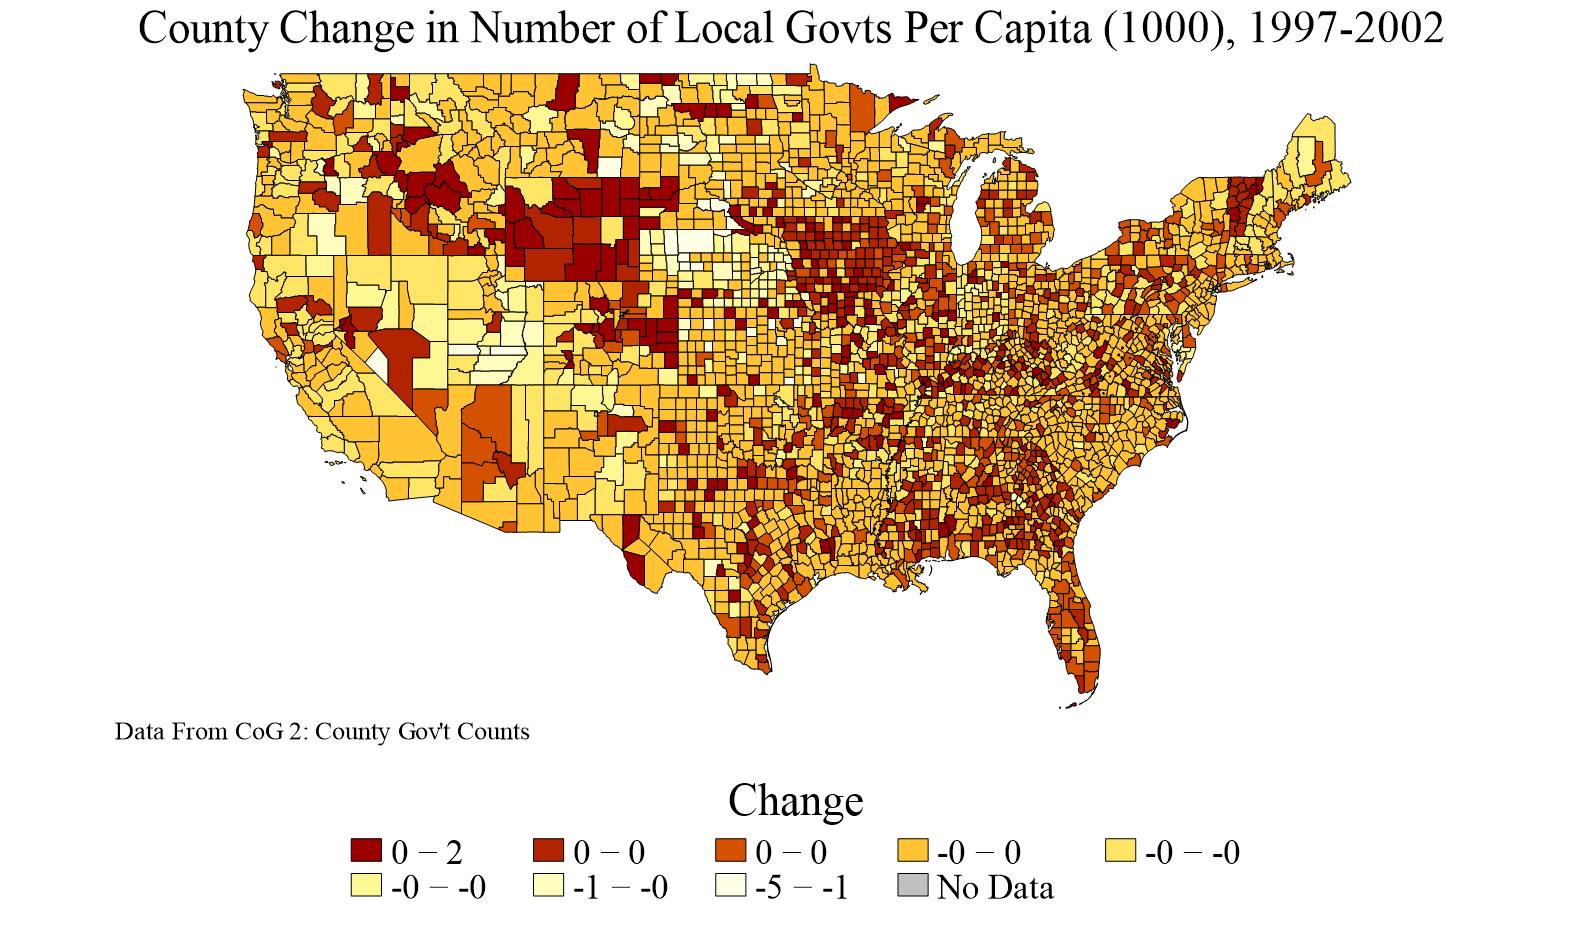 County Change in Number of Local Govts Per Capita (1000), 1997-2002
Data From CoG 2: County Gov't Counts
Change
0 − 2 0 − 0 0 − 0 -0 − 0 -0 − -0
-0 − -0 -1 − -0 -5 − -1 No Data